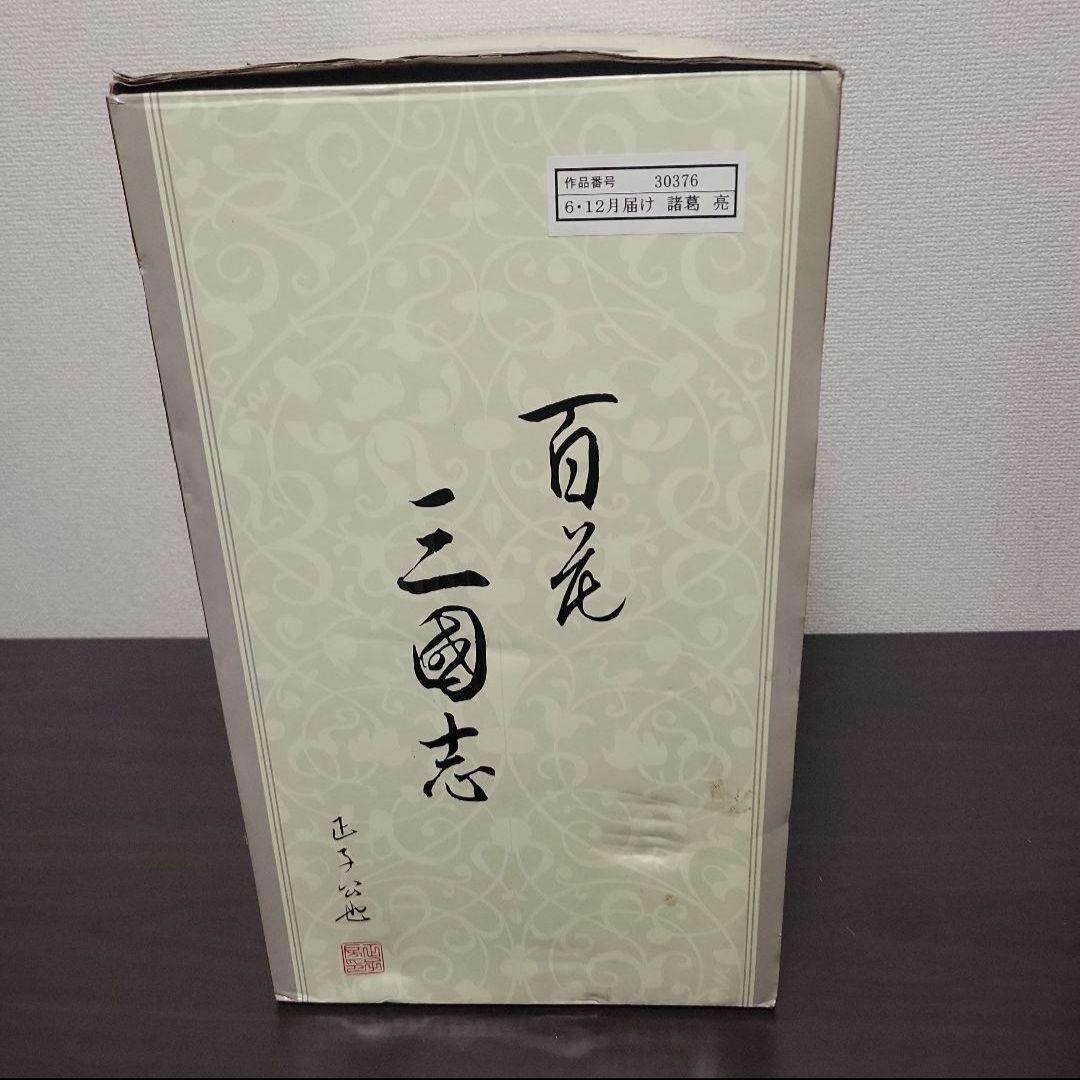 作品番号 30376
6・12月届け 諸葛 亮
百花
三國志
正子公也